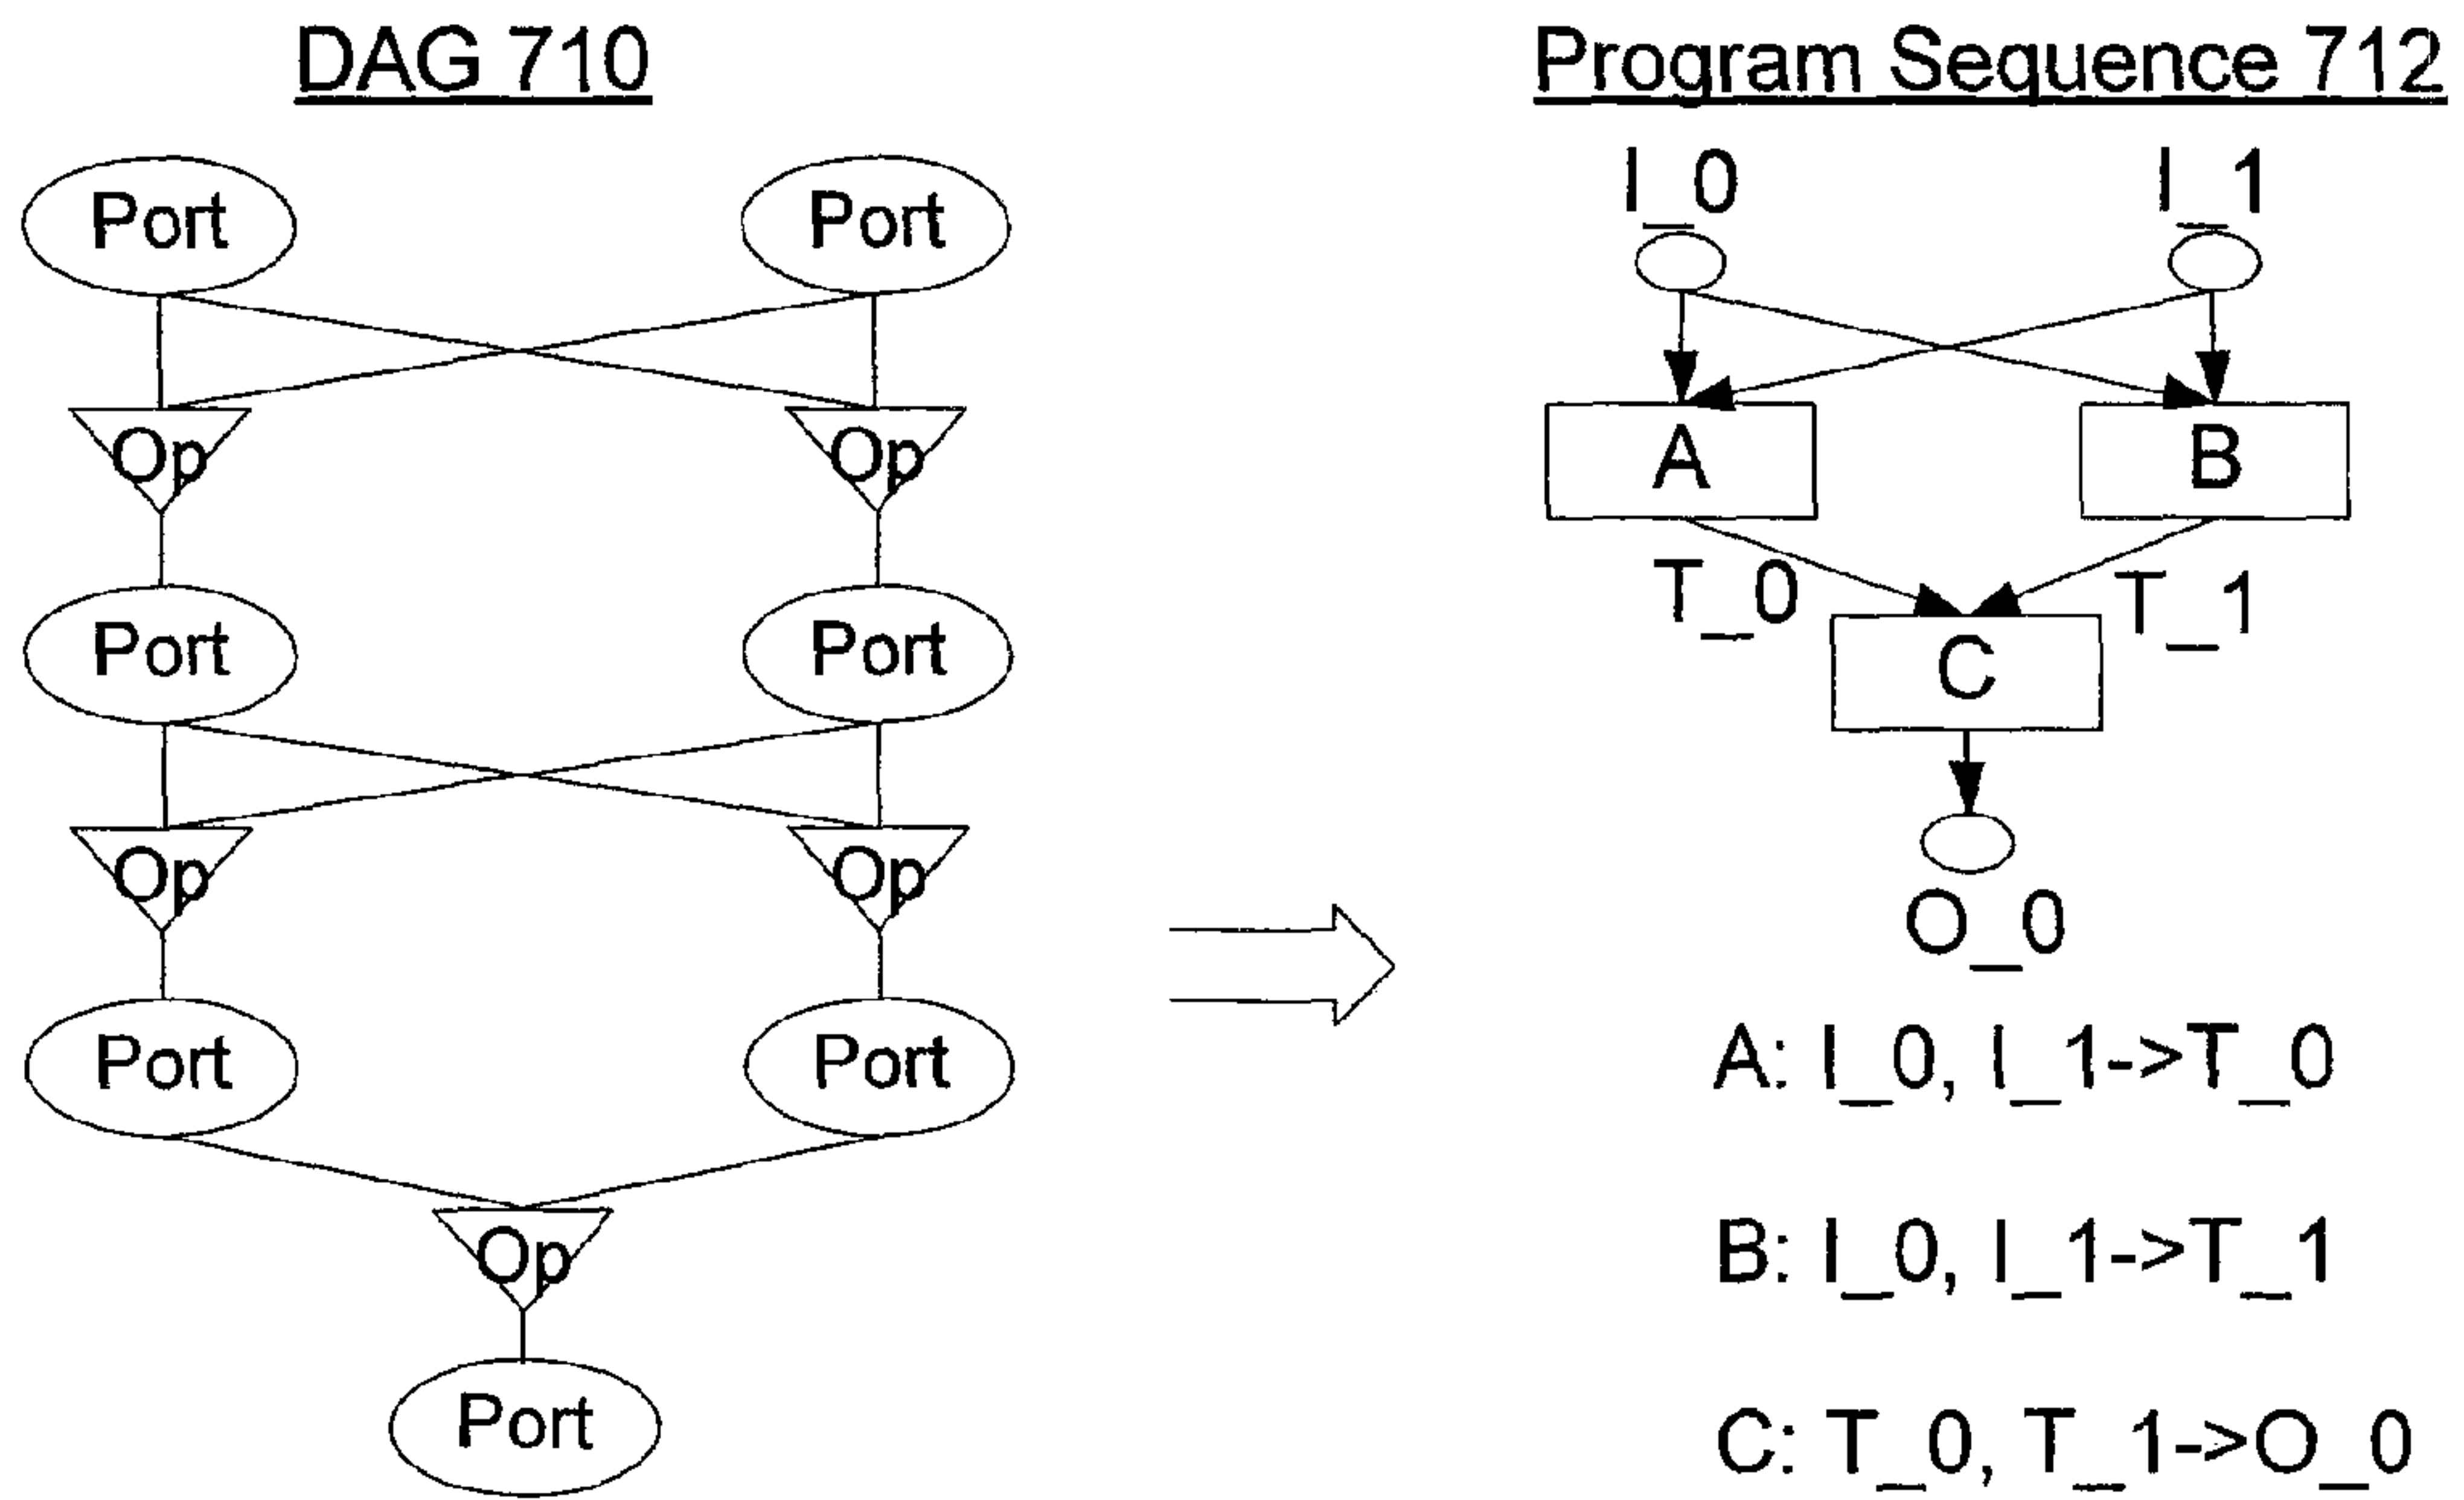 DAG 710
Program Sequence 712
Port Port
I_0 I_1
Op Op
A B
T_0 T_1
Port Port
C
Op Op
O_0
Port Port
A: I_0, I_1->T_0
Op
B: I_0, I_1->T_1
Port
C: T_0, T_1->O_0